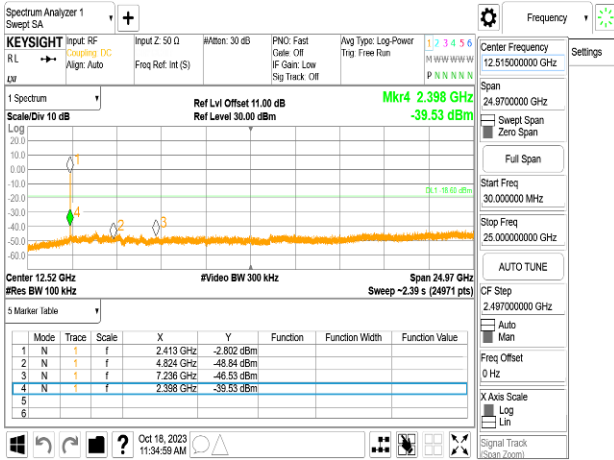 Spectrum Analyzer 1
Swept SA
Frequency
KEYSIGHT
RL
Input: RF
Coupling: DC
Align: Auto
Input Z: 50 Ω
Freq Ref: Int (S)
#Atten: 30 dB
PNO: Fast
Gate: Off
IF Gain: Low
Sig Track: Off
Avg Type: Log-Power
Trig: Free Run
1 2 3 4 5 6
M W W W W W
P N N N N N
Settings
Center Frequency
12.515000000 GHz
Span
24.9700000 GHz
Swept Span
Zero Span
Full Span
Start Freq
30.000000 MHz
Stop Freq
25.000000000 GHz
AUTO TUNE
CF Step
2.497000000 GHz
Auto
Man
Freq Offset
0 Hz
X Axis Scale
Log
Lin
Signal Track
(Span Zoom)
1 Spectrum
Scale/Div 10 dB
Log
Ref Lvl Offset 11.00 dB
Ref Level 30.00 dBm
Mkr4 2.398 GHz
-39.53 dBm
20.0
10.0
0.00
-10.0
-20.0
-30.0
-40.0
-50.0
-60.0
1
2
3
4
DL1 -18.60 dBm
Center 12.52 GHz
#Res BW 100 kHz
#Video BW 300 kHz
Span 24.97 GHz
Sweep ~2.39 s (24971 pts)
5 Marker Table
Mode Trace Scale X Y Function Function Width Function Value
1 N 1 f 2.413 GHz -2.802 dBm
2 N 1 f 4.824 GHz -48.84 dBm
3 N 1 f 7.236 GHz -46.53 dBm
4 N 1 f 2.398 GHz -39.53 dBm
5
6
?
Oct 18, 2023
11:34:59 AM